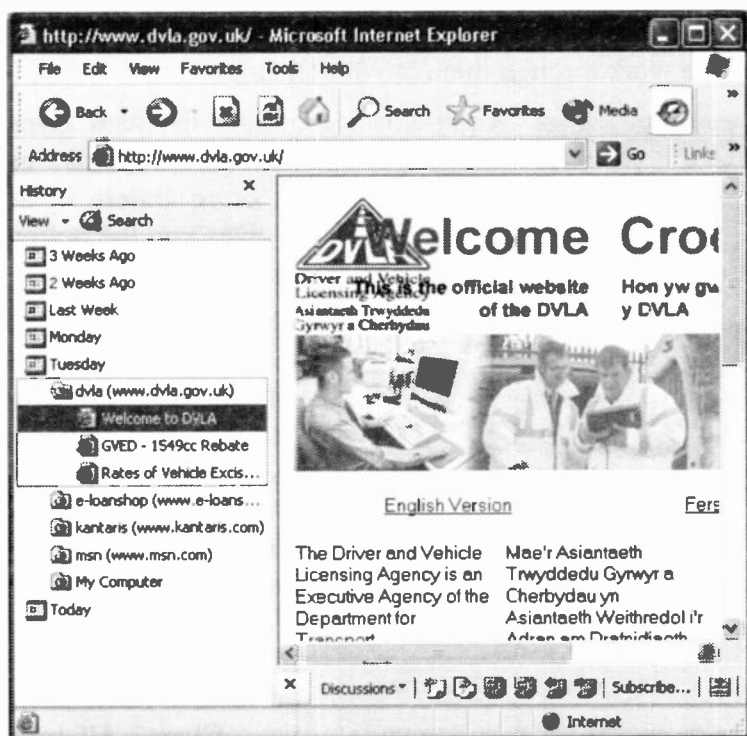 http://www.dvla.gov.uk/ - Microsoft Internet Explorer
File Edit View Favorites Tools Help
Back Search Favorites Media »
Address http://www.dvla.gov.uk/ Go Links »
History ×
View Search
3 Weeks Ago
2 Weeks Ago
Last Week
Monday
Tuesday
dvla (www.dvla.gov.uk)
Welcome to DVLA
GVED - 1549cc Rebate
Rates of Vehicle Excis...
e-loanshop (www.e-loans...
kantaris (www.kantaris.com)
msn (www.msn.com)
My Computer
Today
DVLA
Driver and Vehicle
Licensing Agency
Asiantaeth Trwyddedu
Gyrwyr a Cherbydau
Welcome
This is the official website
of the DVLA
Croe
Hon yw gw
y DVLA
English Version
Fers
The Driver and Vehicle
Licensing Agency is an
Executive Agency of the
Department for
Transport
Mae'r Asiantaeth
Trwyddedu Gyrwyr a
Cherbydau yn
Asiantaeth Weithredol i'r
Adran am Drafnidiaeth
× Discussions Subscribe...
Internet